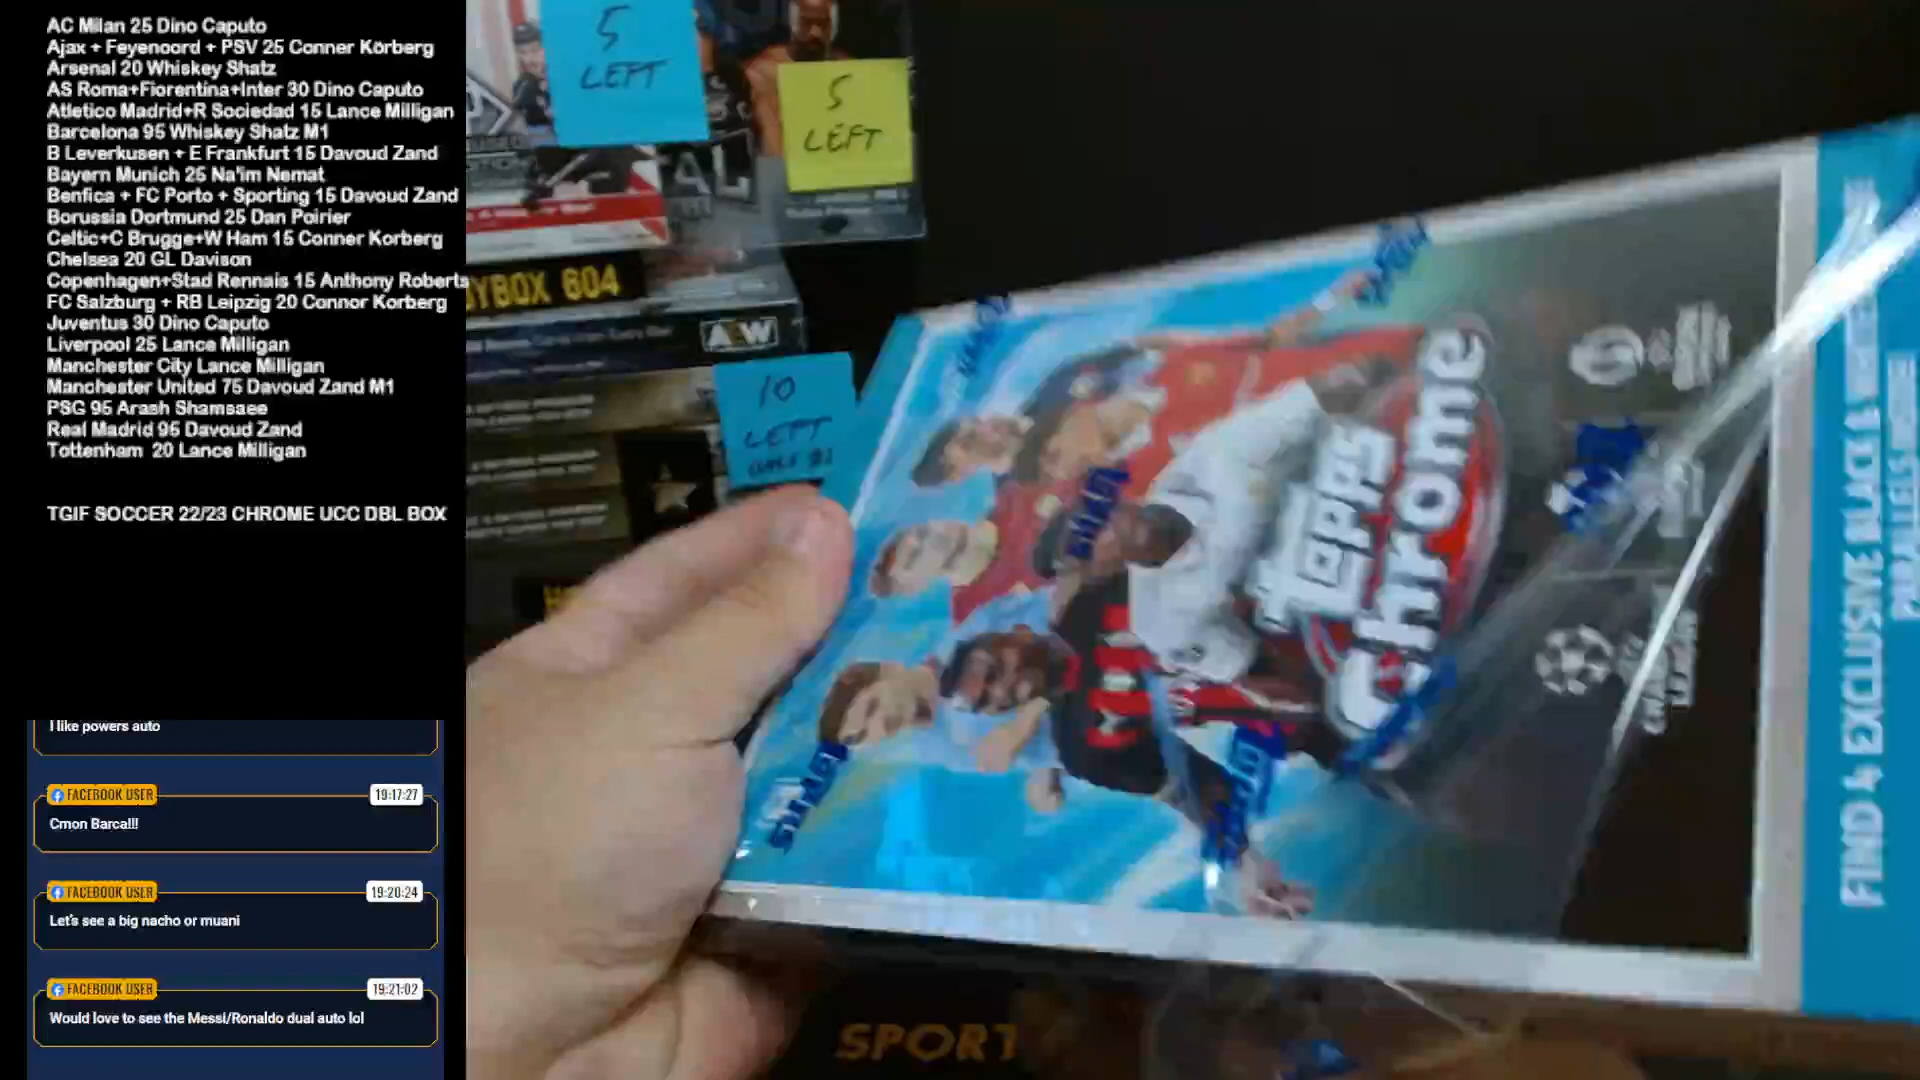 AC Milan 25 Dino Caputo
Ajax + Feyenoord + PSV 25 Conner Körberg
Arsenal 20 Whiskey Shatz
AS Roma+Fiorentina+Inter 30 Dino Caputo
Atletico Madrid+R Sociedad 15 Lance Milligan
Barcelona 95 Whiskey Shatz M1
B Leverkusen + E Frankfurt 15 Davoud Zand
Bayern Munich 25 Na'im Nemat
Benfica + FC Porto + Sporting 15 Davoud Zand
Borussia Dortmund 25 Dan Poirier
Celtic+C Brugge+W Ham 15 Conner Korberg
Chelsea 20 GL Davison
Copenhagen+Stad Rennais 15 Anthony Roberts
FC Salzburg + RB Leipzig 20 Connor Korberg
Juventus 30 Dino Caputo
Liverpool 25 Lance Milligan
Manchester City Lance Milligan
Manchester United 75 Davoud Zand M1
PSG 95 Arash Shamsaee
Real Madrid 95 Davoud Zand
Tottenham 20 Lance Milligan
TGIF SOCCER 22/23 CHROME UCC DBL BOX
I like powers auto
FACEBOOK USER 19:17:27
Cmon Barca!!!
FACEBOOK USER 19:20:24
Let's see a big nacho or muani
FACEBOOK USER 19:21:02
Would love to see the Messi/Ronaldo dual auto lol
5
LEFT
5
LEFT
YBOX 604
AEW
10
LEFT
Topps
Chrome
FIND 4 EXCLUSIVE BLACK &
PARALLELS INSIDE
SPORT